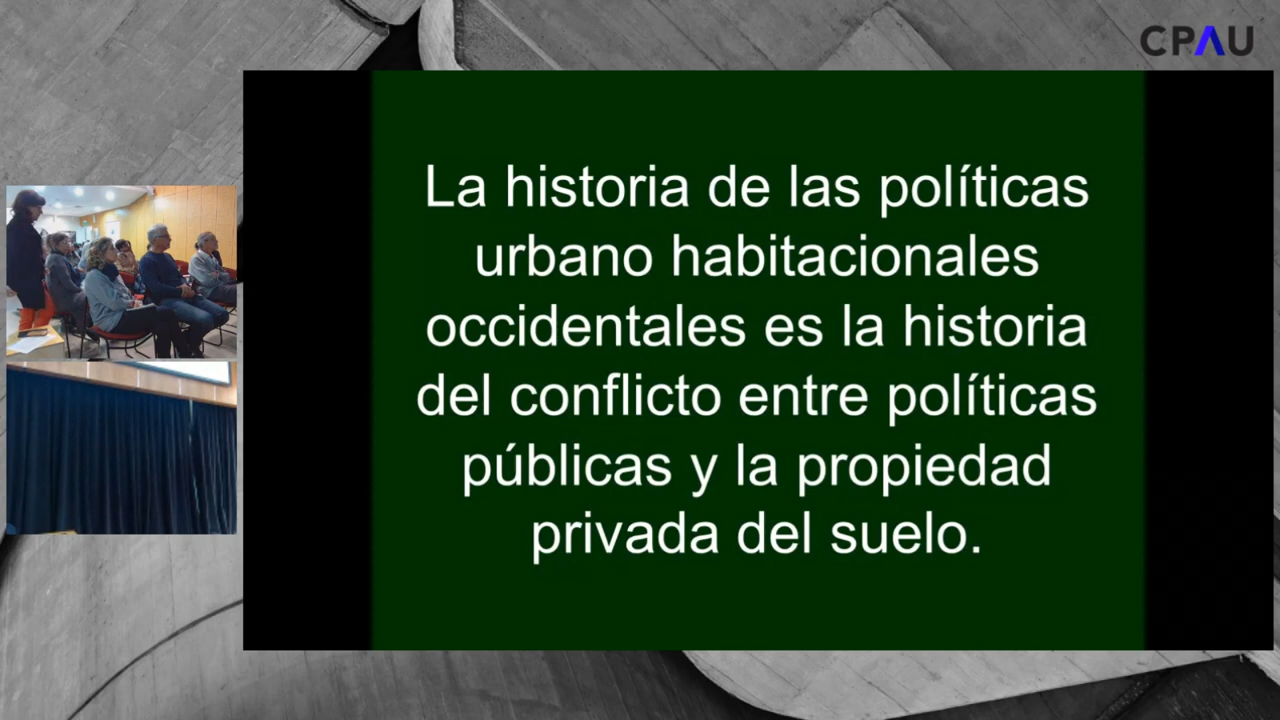 CPAU
La historia de las políticas
urbano habitacionales
occidentales es la historia
del conflicto entre políticas
públicas y la propiedad
privada del suelo.